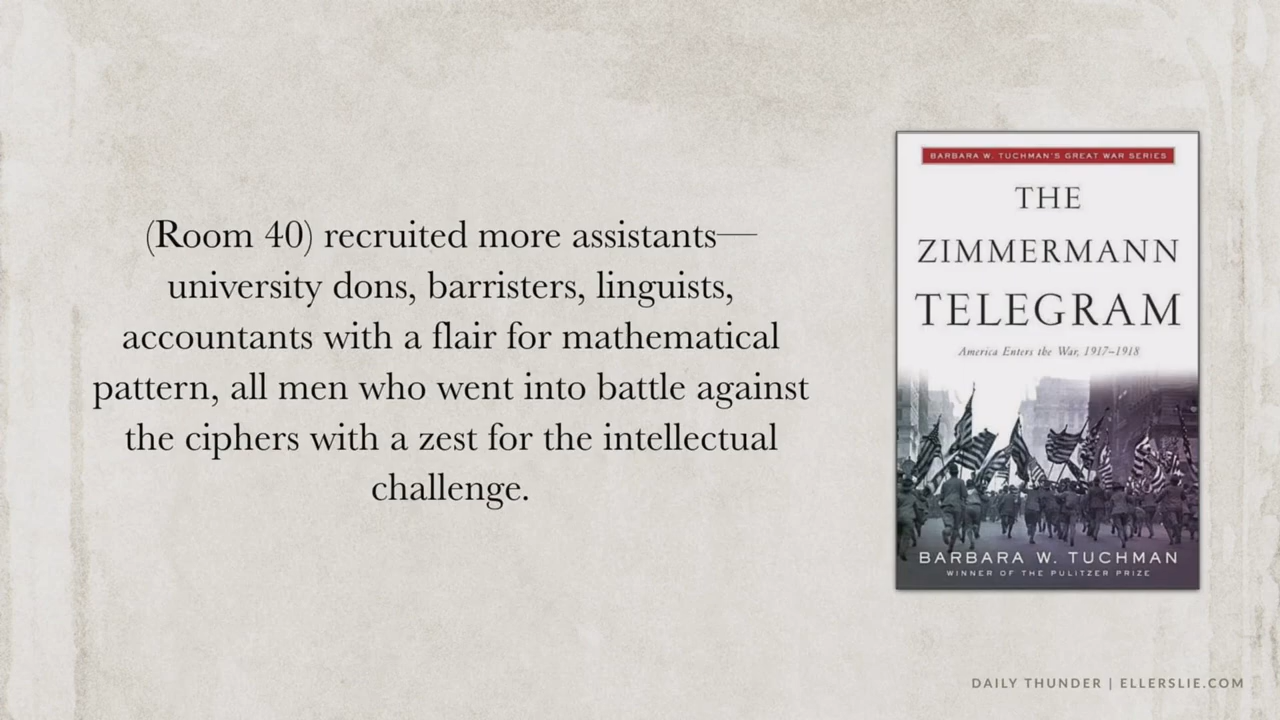 (Room 40) recruited more assistants—
university dons, barristers, linguists,
accountants with a flair for mathematical
pattern, all men who went into battle against
the ciphers with a zest for the intellectual
challenge.
BARBARA W. TUCHMAN'S GREAT WAR SERIES
THE
ZIMMERMANN
TELEGRAM
America Enters the War, 1917–1918
BARBARA W. TUCHMAN
WINNER OF THE PULITZER PRIZE
DAILY THUNDER | ELLERSLIE.COM